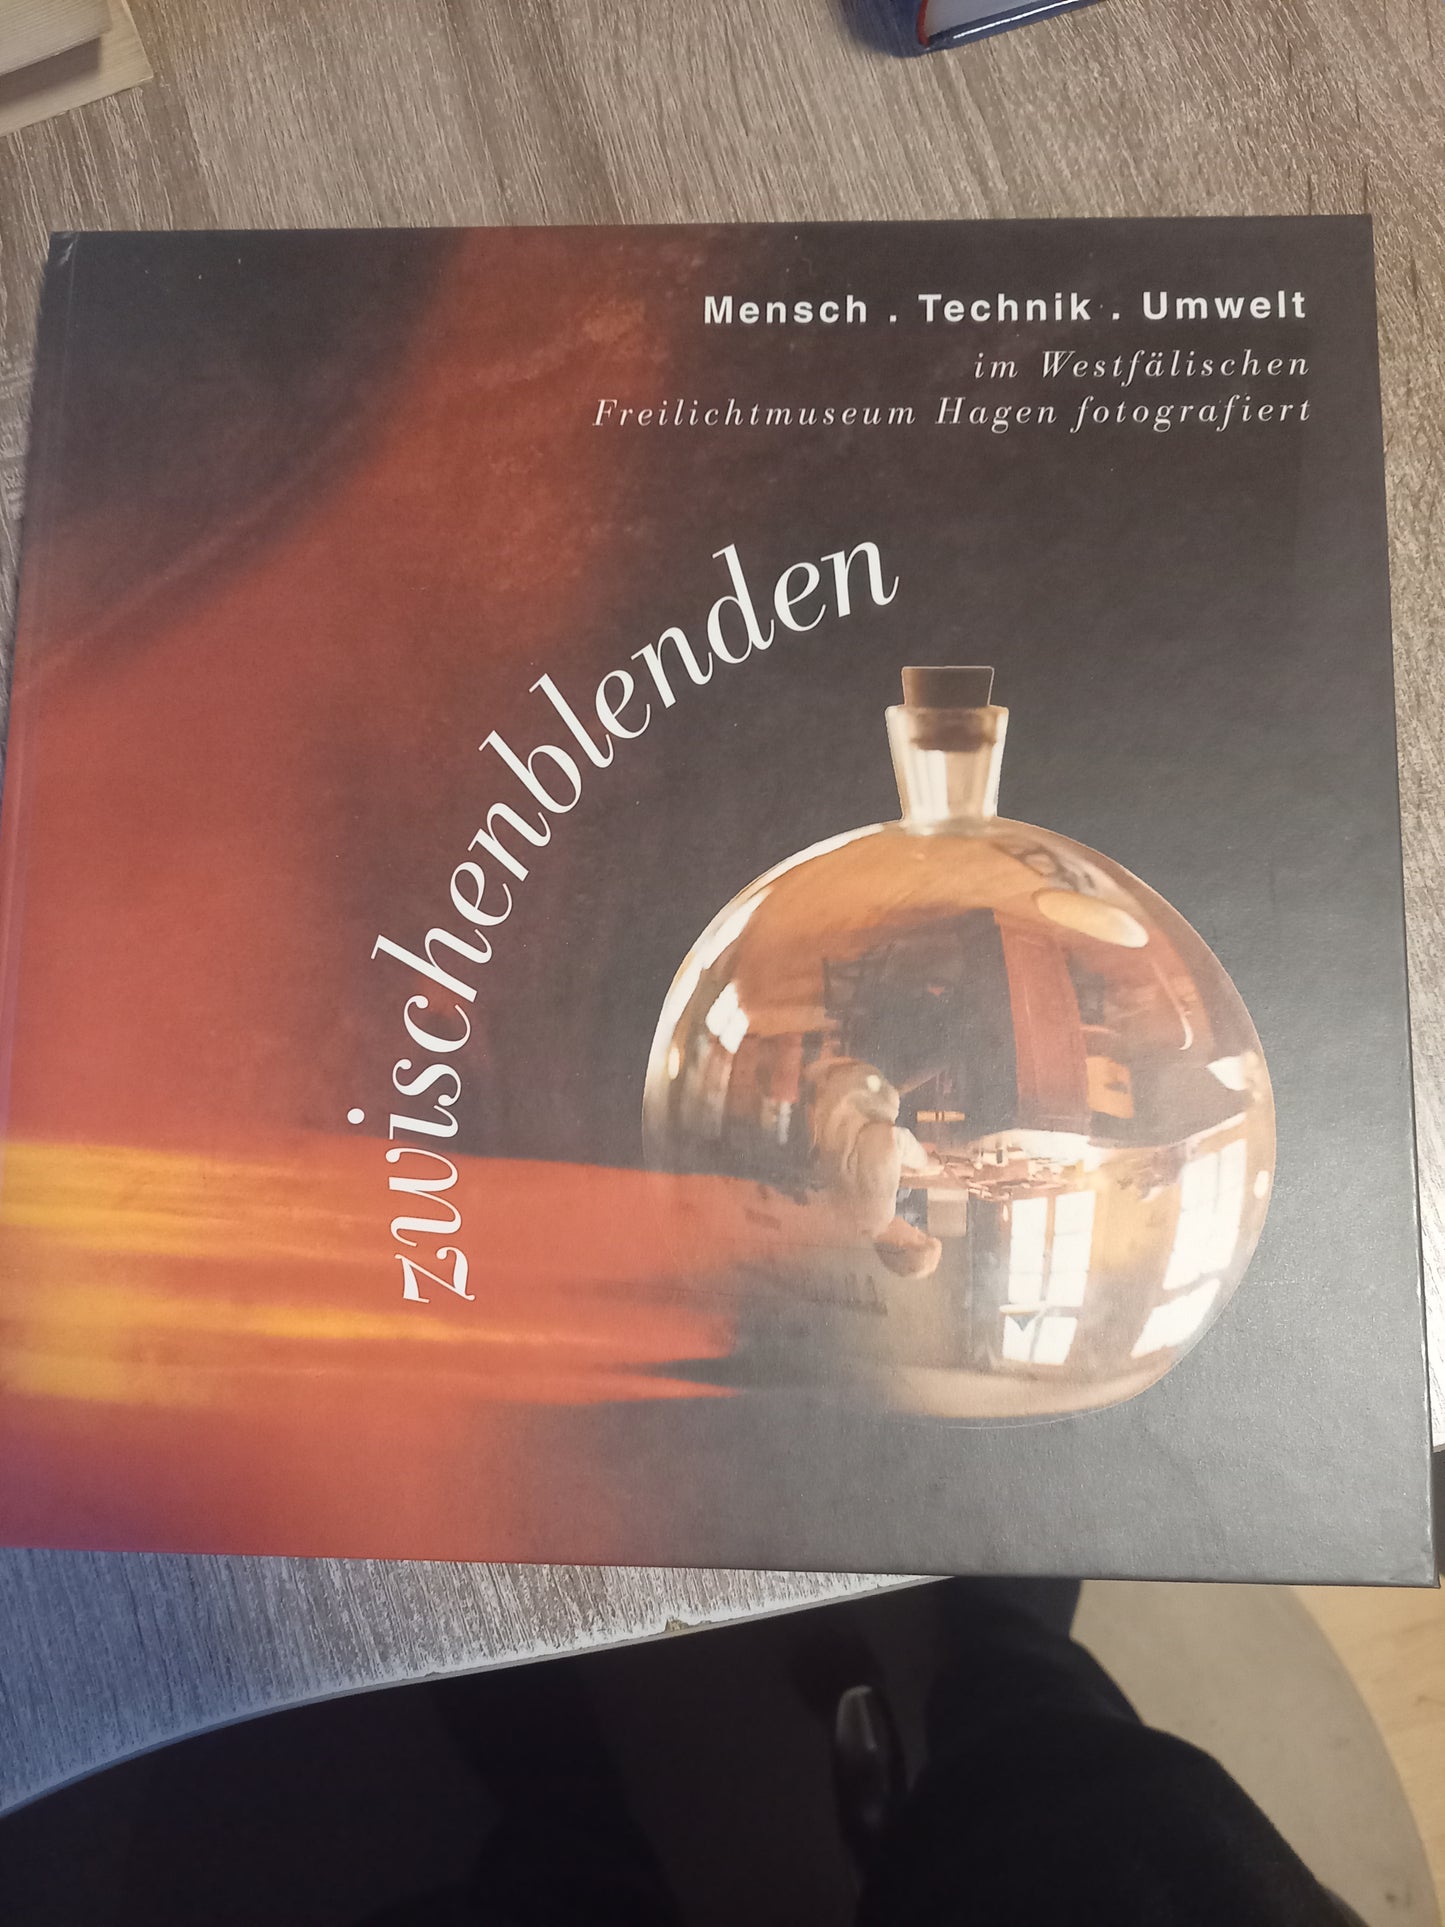 Mensch . Technik . Umwelt
im Westfälischen
Freilichtmuseum Hagen fotografiert
zwischenblenden